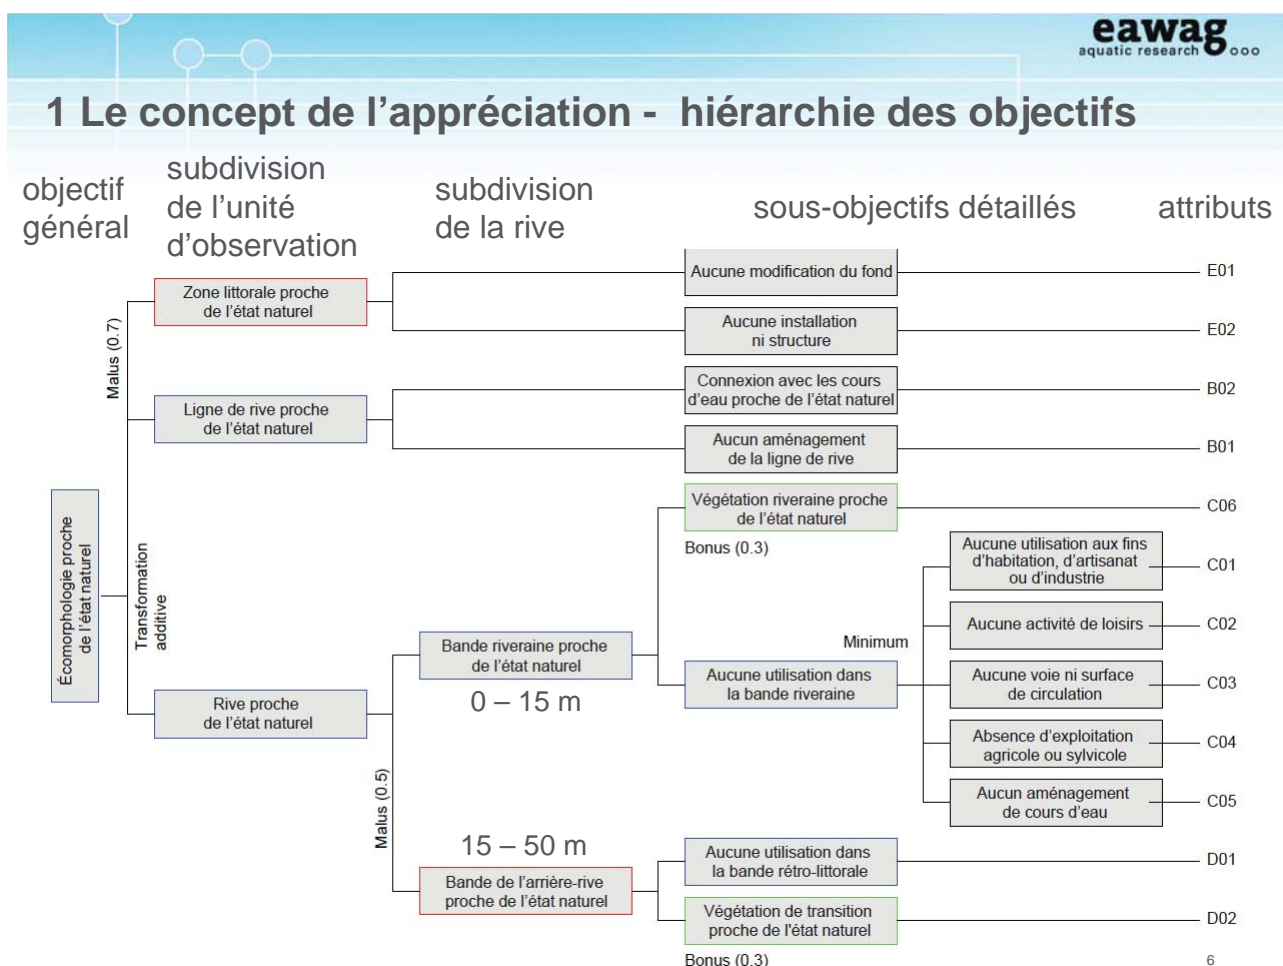 eawag
aquatic research
1 Le concept de l'appréciation - hiérarchie des objectifs
objectif
général
subdivision
de l'unité
d'observation
subdivision
de la rive
sous-objectifs détaillés
attributs
Zone littorale proche
de l'état naturel
Aucune modification du fond
E01
Aucune installation
ni structure
E02
Malus (0.7)
Ligne de rive proche
de l'état naturel
Connexion avec les cours
d'eau proche de l'état naturel
B02
Aucun aménagement
de la ligne de rive
B01
Végétation riveraine proche
de l'état naturel
C06
Bonus (0.3)
Écomorphologie proche
de l'état naturel
Transformation
additive
Aucune utilisation aux fins
d'habitation, d'artisanat
ou d'industrie
C01
Aucune activité de loisirs
C02
Minimum
Bande riveraine proche
de l'état naturel
0 – 15 m
Aucune utilisation dans
la bande riveraine
Aucune voie ni surface
de circulation
C03
Rive proche
de l'état naturel
Absence d'exploitation
agricole ou sylvicole
C04
Aucun aménagement
de cours d'eau
C05
Malus (0.5)
15 – 50 m
Bande de l'arrière-rive
proche de l'état naturel
Aucune utilisation dans
la bande rétro-littorale
D01
Végétation de transition
proche de l'état naturel
D02
Bonus (0.3)
6